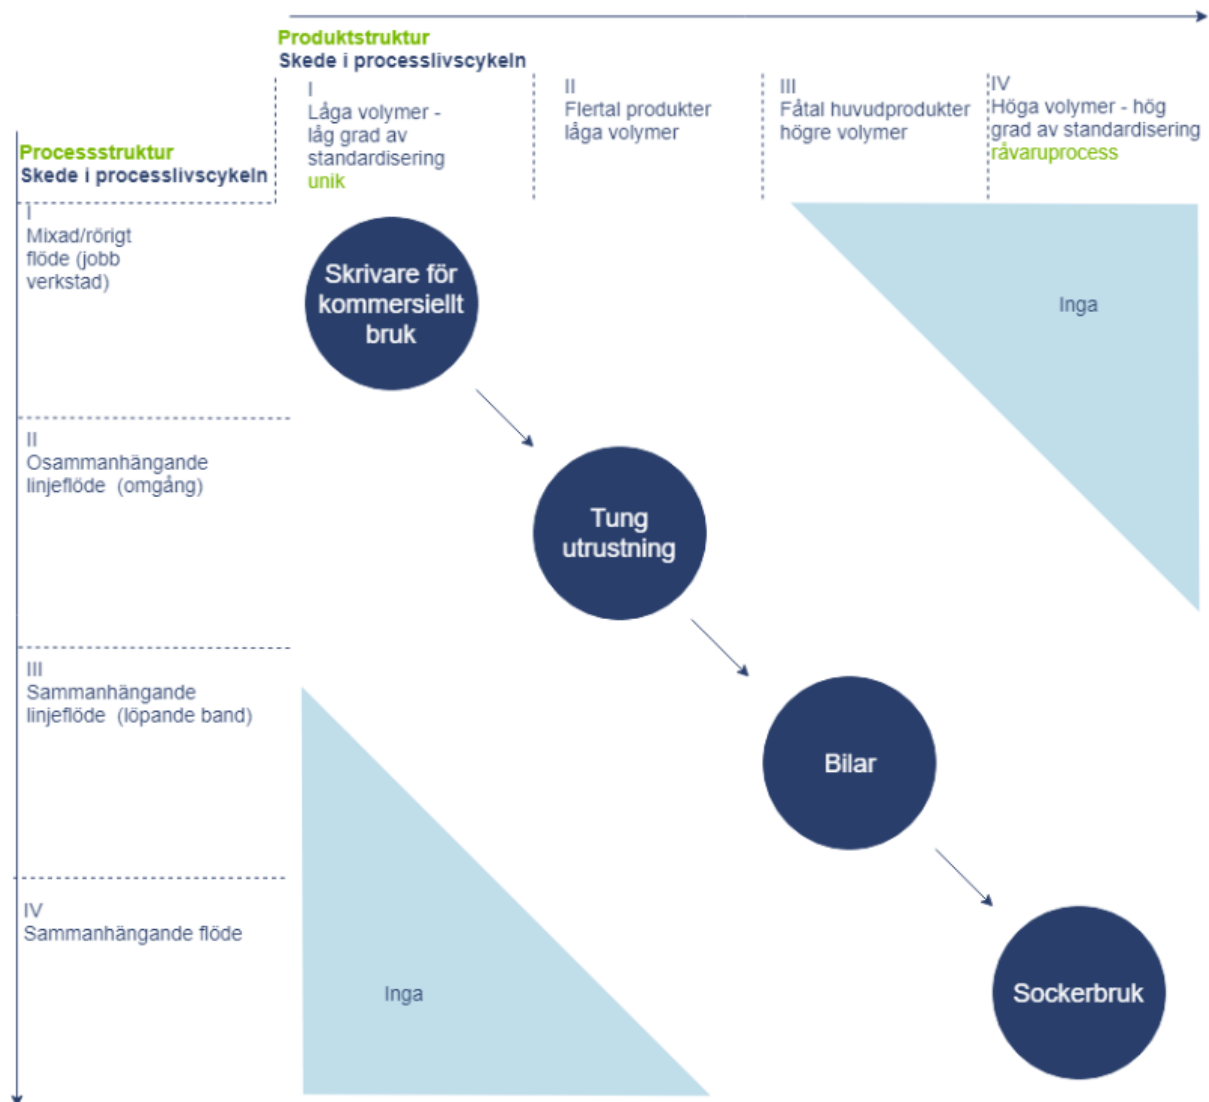 Produktstruktur
Skede i processlivscykeln
I
Låga volymer -
låg grad av
standardisering
unik
II
Flertal produkter
låga volymer
III
Fåtal huvudprodukter
högre volymer
IV
Höga volymer - hög
grad av standardisering
råvaruprocess
Processstruktur
Skede i processlivscykeln
I
Mixad/rörigt
flöde (jobb
verkstad)
Skrivare för
kommersiellt
bruk
Inga
II
Osammanhängande
linjeflöde (omgång)
Tung
utrustning
III
Sammanhängande
linjeflöde (löpande band)
Bilar
IV
Sammanhängande flöde
Inga
Sockerbruk